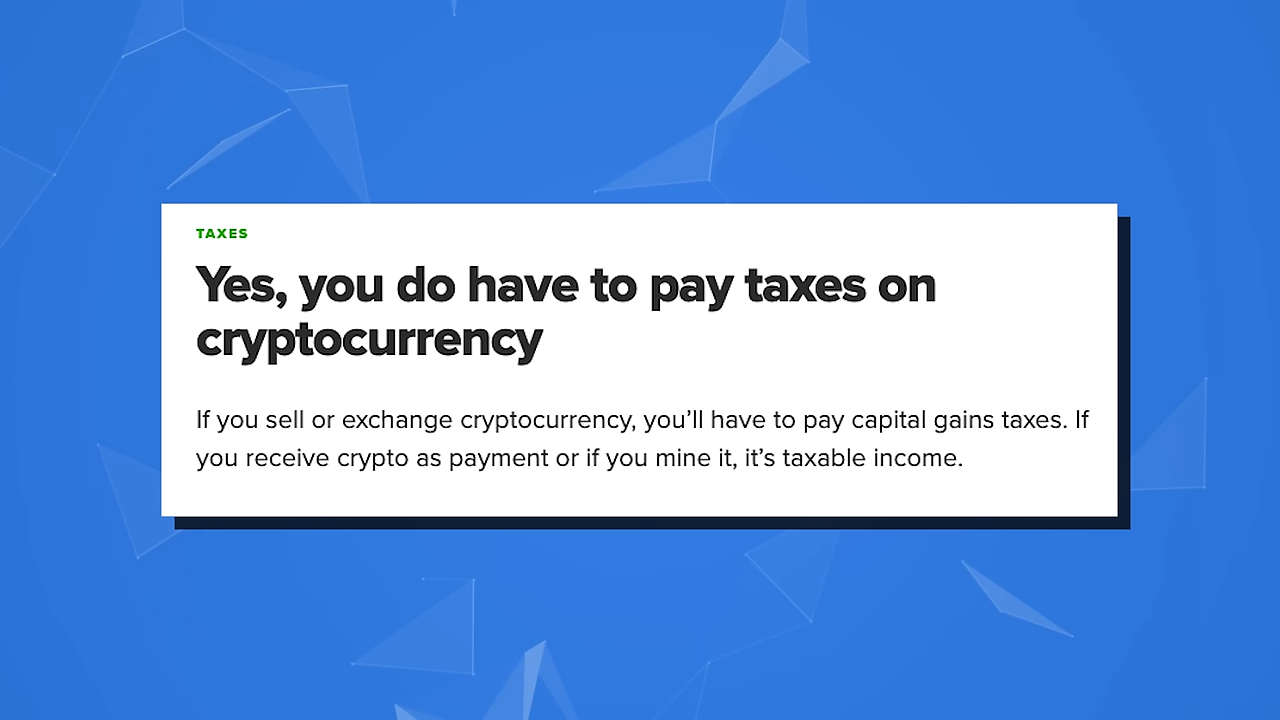 TAXES
Yes, you do have to pay taxes on
cryptocurrency
If you sell or exchange cryptocurrency, you’ll have to pay capital gains taxes. If
you receive crypto as payment or if you mine it, it’s taxable income.